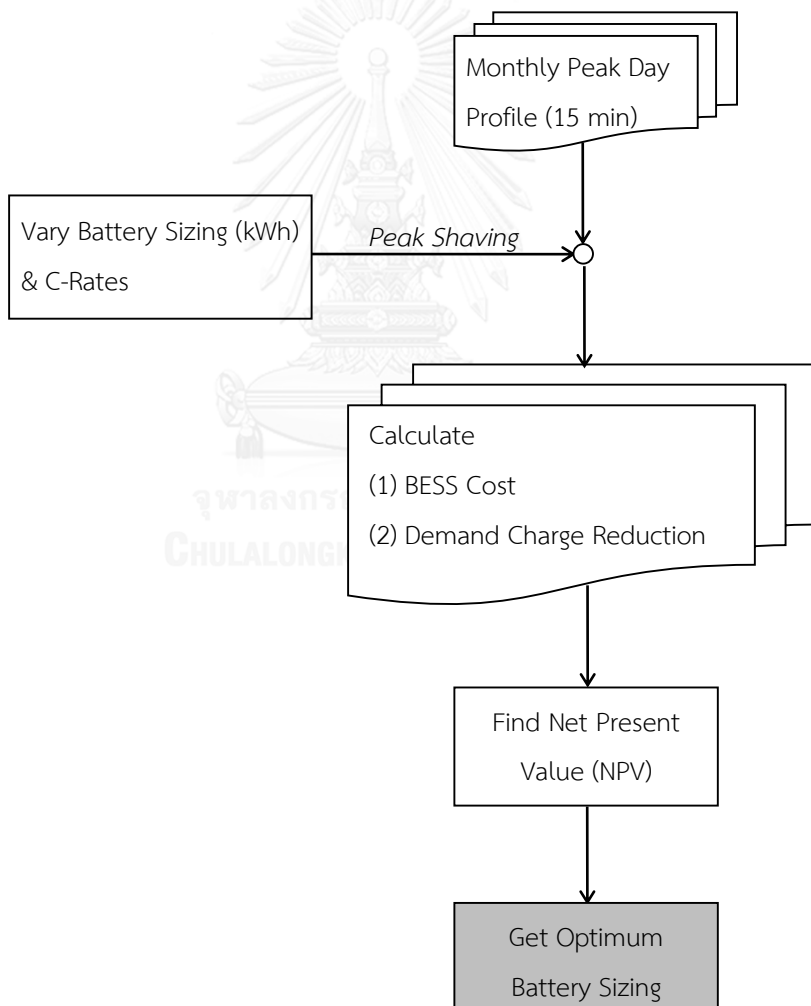 Monthly Peak Day
Profile (15 min)
Vary Battery Sizing (kWh)
& C-Rates
Peak Shaving
Calculate
(1) BESS Cost
(2) Demand Charge Reduction
Find Net Present
Value (NPV)
Get Optimum
Battery Sizing